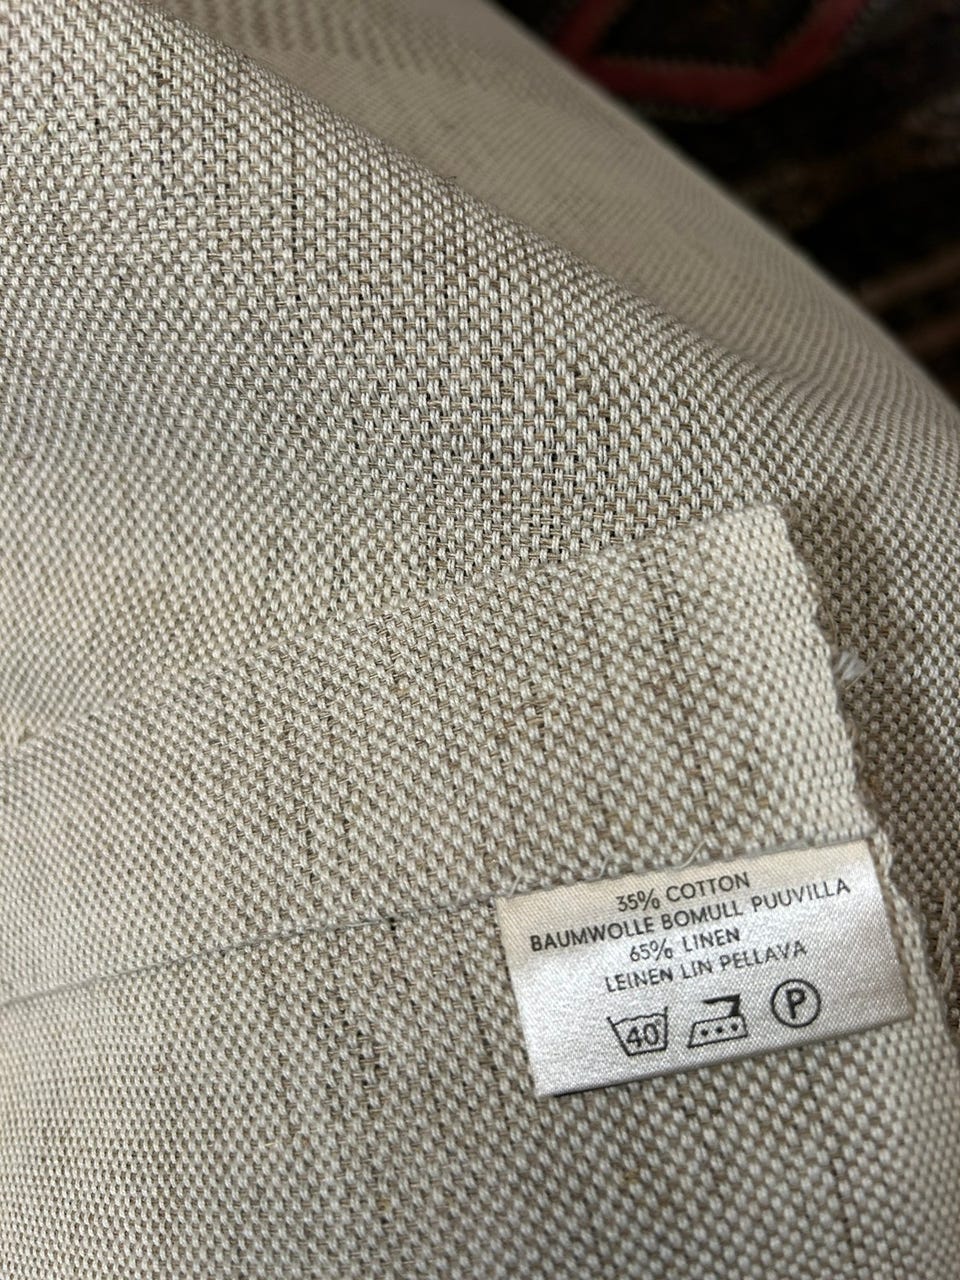 35% COTTON
BAUMWOLLE BOMULL PUUVILLA
65% LINEN
LEINEN LIN PELLAVA
40 P